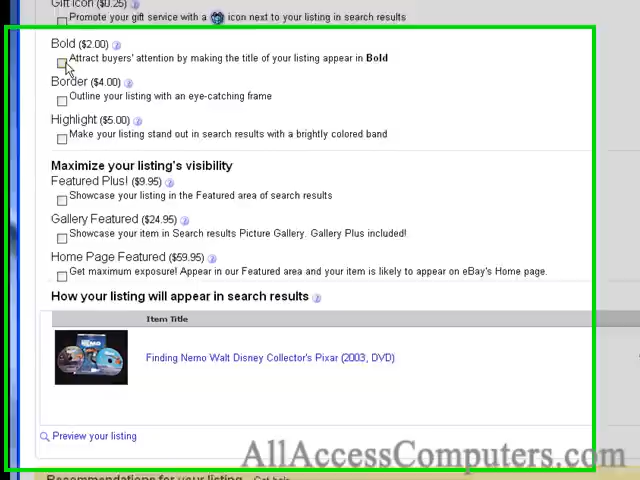 Gift Icon ($0.25)
Promote your gift service with a icon next to your listing in search results
Bold ($2.00)
Attract buyers' attention by making the title of your listing appear in Bold
Border ($4.00)
Outline your listing with an eye-catching frame
Highlight ($5.00)
Make your listing stand out in search results with a brightly colored band
Maximize your listing's visibility
Featured Plus! ($9.95)
Showcase your listing in the Featured area of search results
Gallery Featured ($24.95)
Showcase your item in Search results Picture Gallery. Gallery Plus included!
Home Page Featured ($59.95)
Get maximum exposure! Appear in our Featured area and your item is likely to appear on eBay's Home page.
How your listing will appear in search results
Item Title
Finding Nemo Walt Disney Collector's Pixar (2003, DVD)
Preview your listing
AllAccessComputers.com
Recommendations for your listing Get help